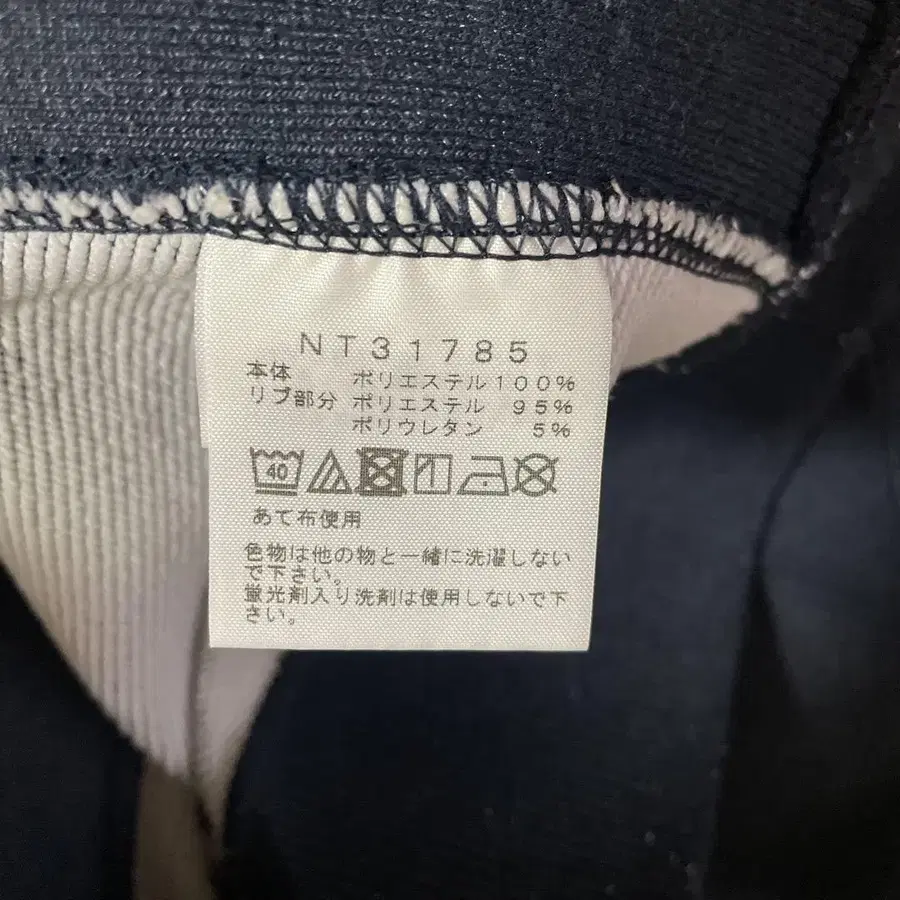 NT31785
本体 ポリエステル100%
リブ部分 ポリエステル 95%
ポリウレタン 5%
40
あて布使用
色物は他の物と一緒に洗濯しない
で下さい。
蛍光剤入り洗剤は使用しないで下
さい。